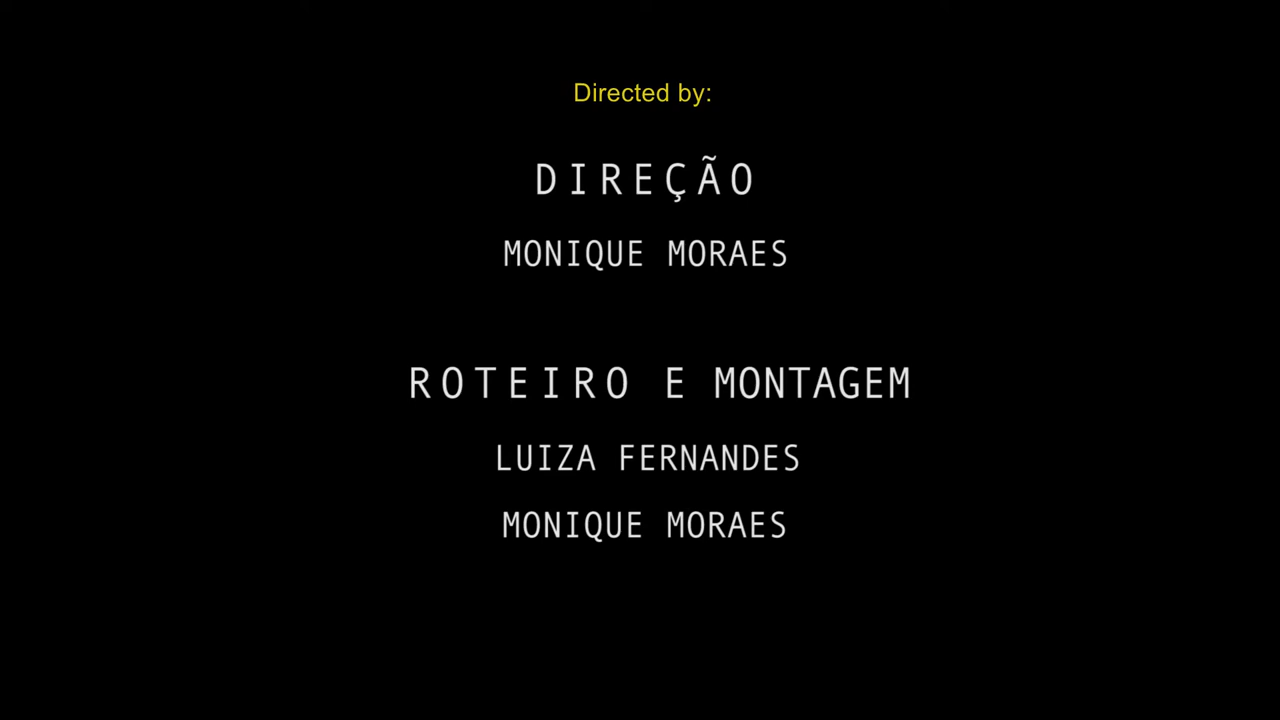 Directed by:
DIREÇÃO
MONIQUE MORAES
ROTEIRO E MONTAGEM
LUIZA FERNANDES
MONIQUE MORAES